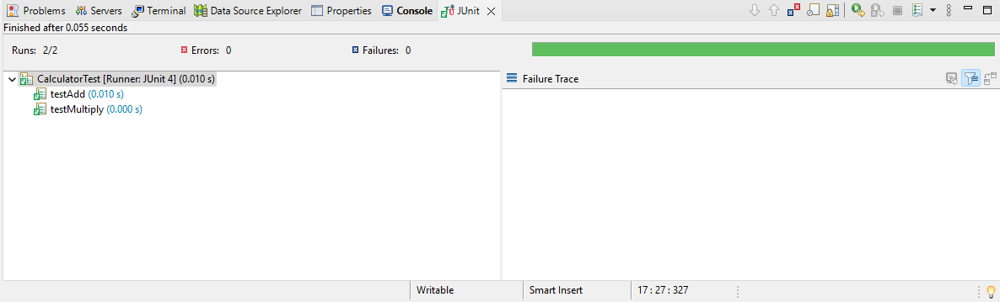 Problems Servers Terminal Data Source Explorer Properties Console JUnit
Finished after 0.055 seconds
Runs: 2/2 Errors: 0 Failures: 0
CalculatorTest [Runner: JUnit 4] (0.010 s)
Failure Trace
testAdd (0.010 s)
testMultiply (0.000 s)
Writable Smart Insert 17 : 27 : 327